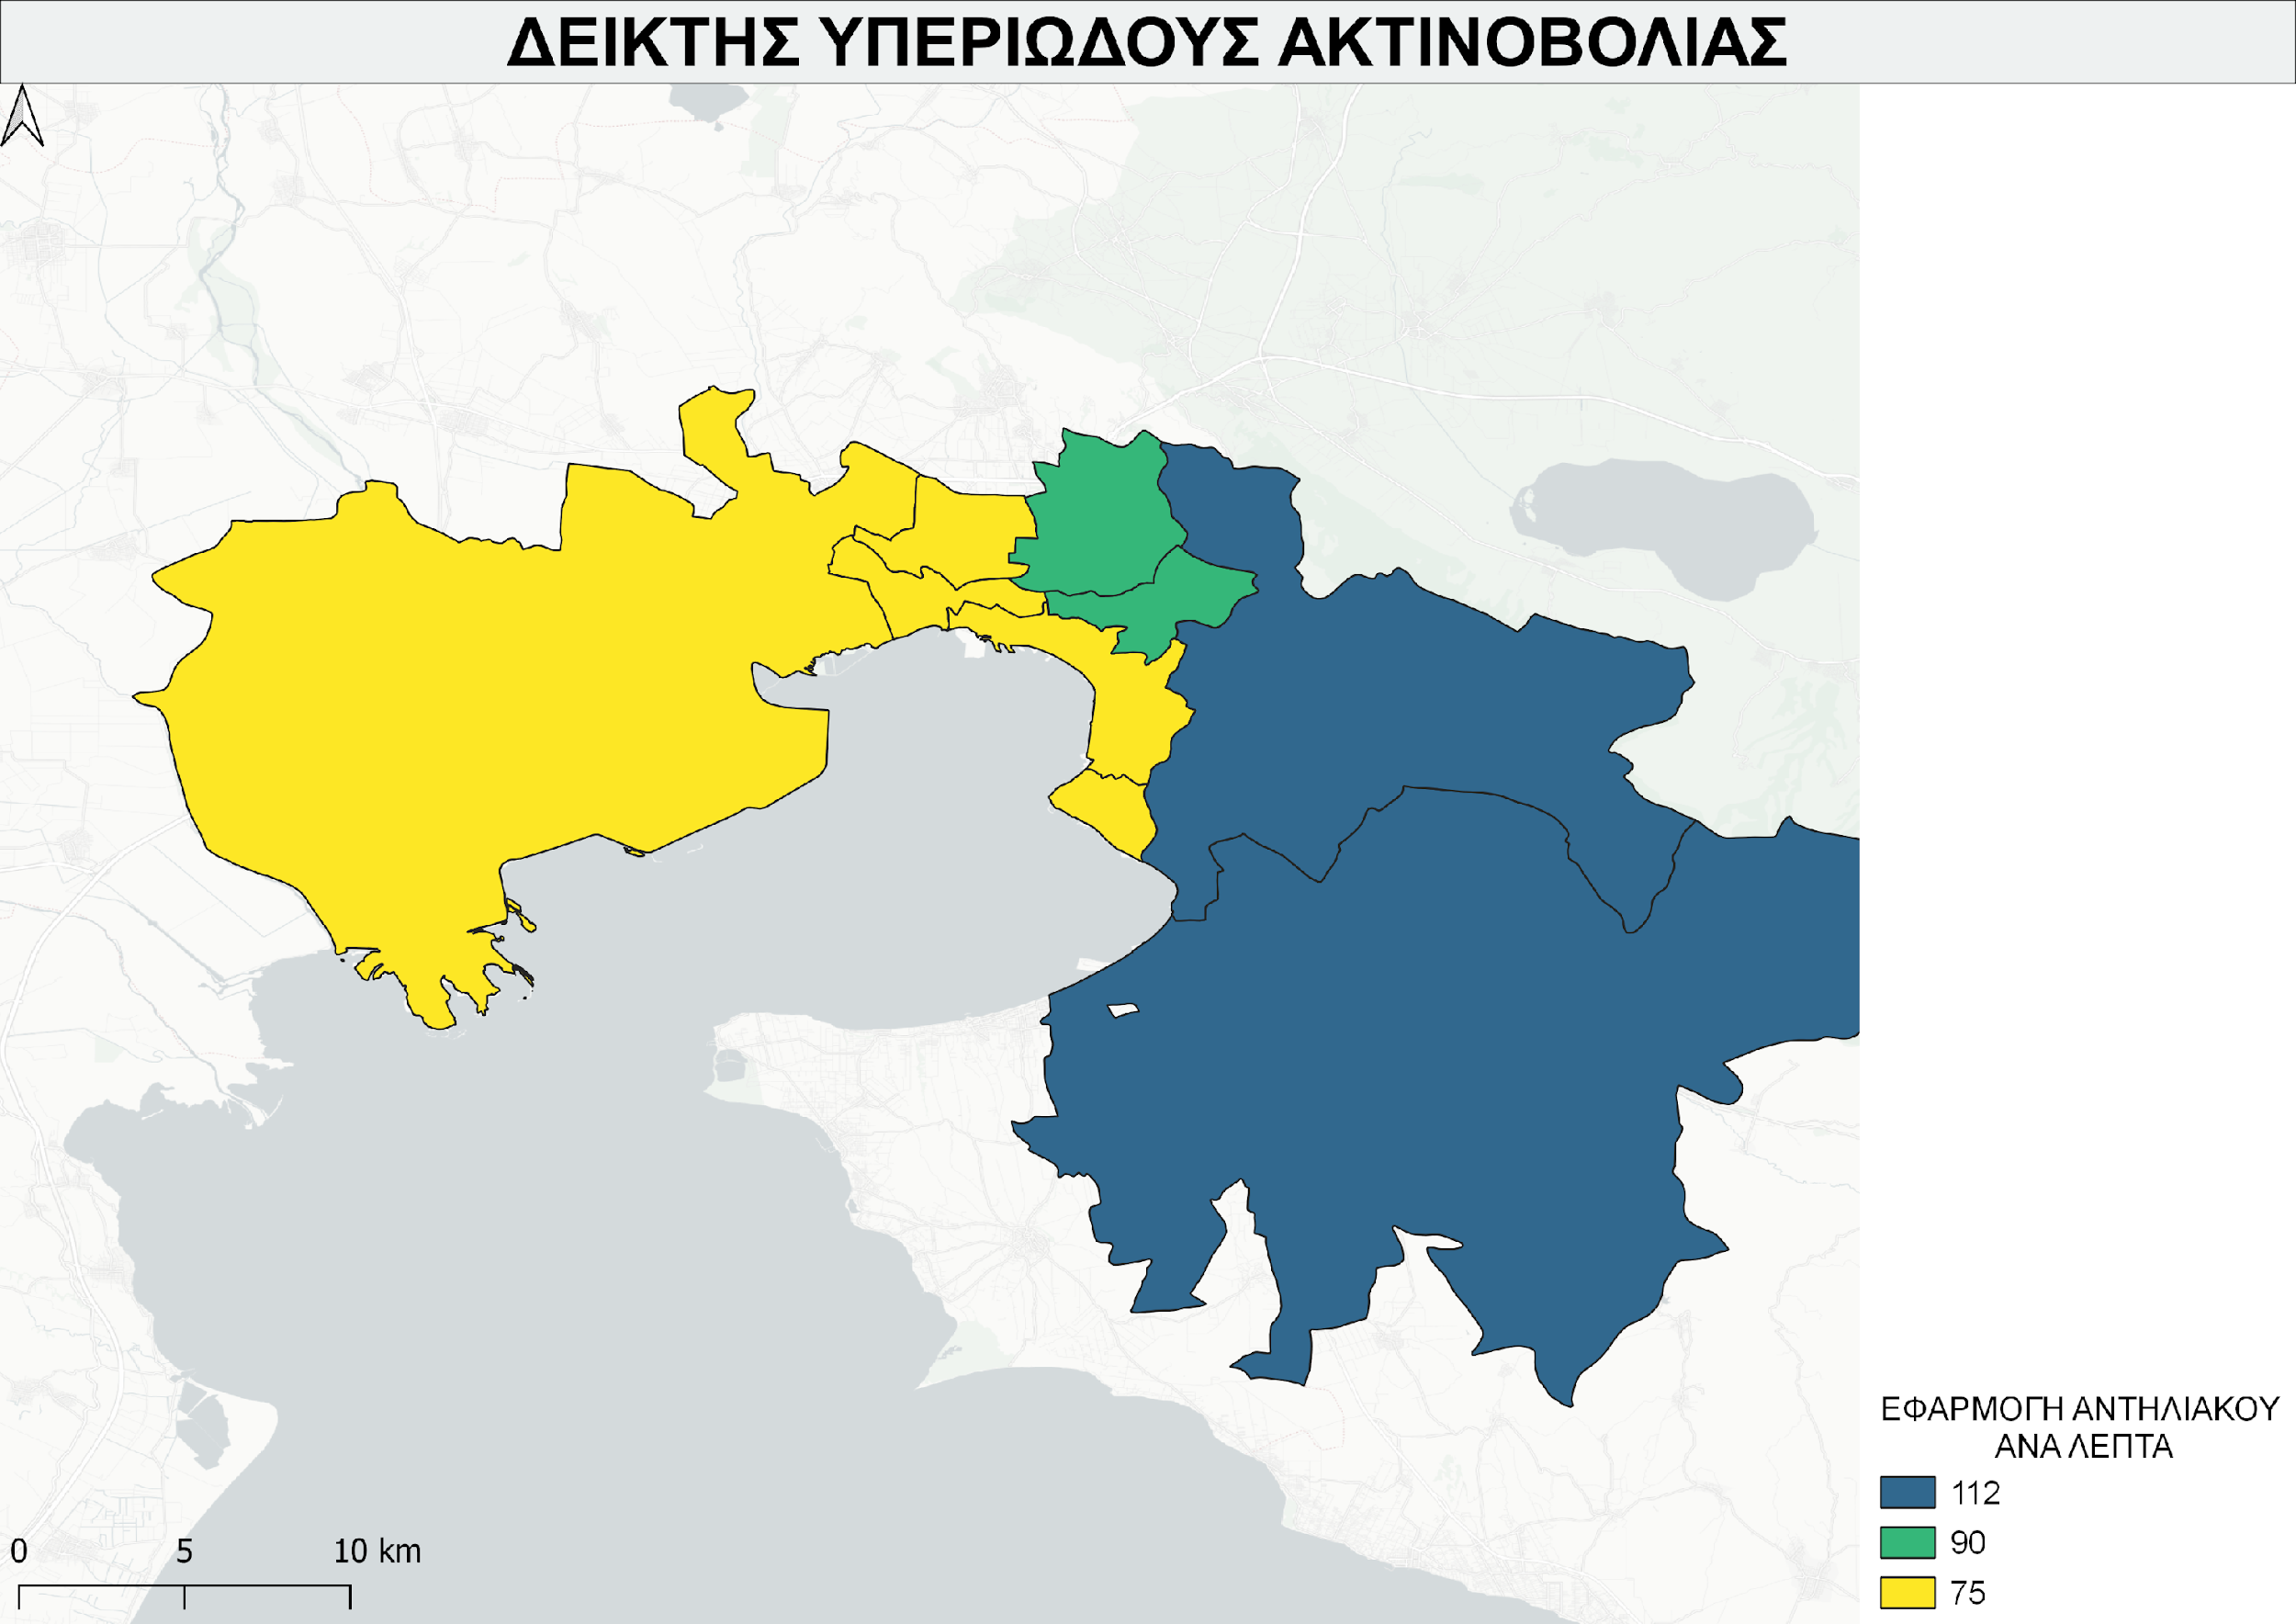 ΔΕΙΚΤΗΣ ΥΠΕΡΙΩΔΟΥΣ ΑΚΤΙΝΟΒΟΛΙΑΣ
ΕΦΑΡΜΟΓΗ ΑΝΤΗΛΙΑΚΟΥ
ΑΝΑ ΛΕΠΤΑ
112
90
75
0 5 10 km